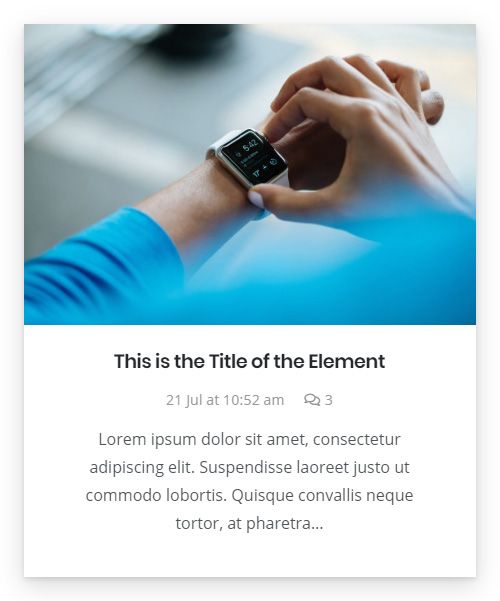 5:42
This is the Title of the Element
21 Jul at 10:52 am 3
Lorem ipsum dolor sit amet, consectetur
adipiscing elit. Suspendisse laoreet justo ut
commodo lobortis. Quisque convallis neque
tortor, at pharetra...